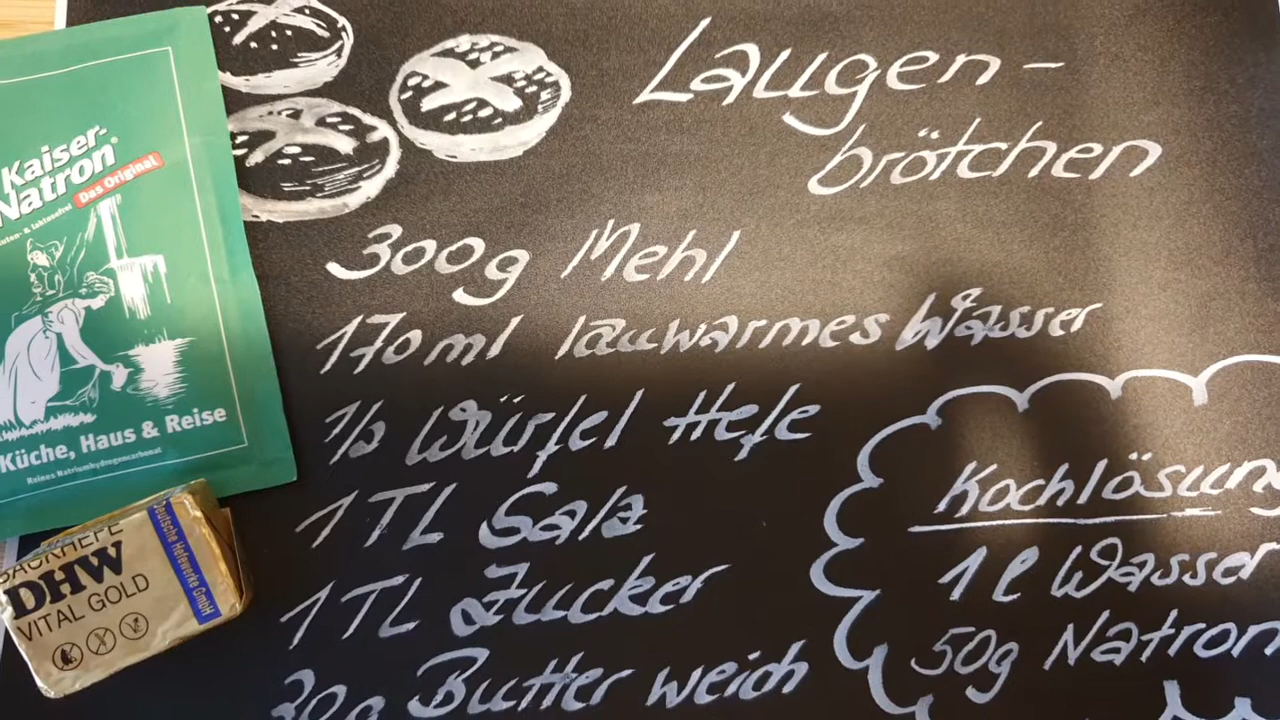 Laugen-
brötchen
300g Mehl
170ml lauwarmes Wasser
1/2 Würfel Hefe
1 TL Salz
1 TL Zucker
30g Butter weich
Kochlösung
1 l Wasser
50g Natron
Kaiser-
Natron®
Das Original
Küche, Haus & Reise
Reines Natriumhydrogencarbonat
BACKHEFE
DHW
VITAL GOLD
Deutsche Hefewerke GmbH